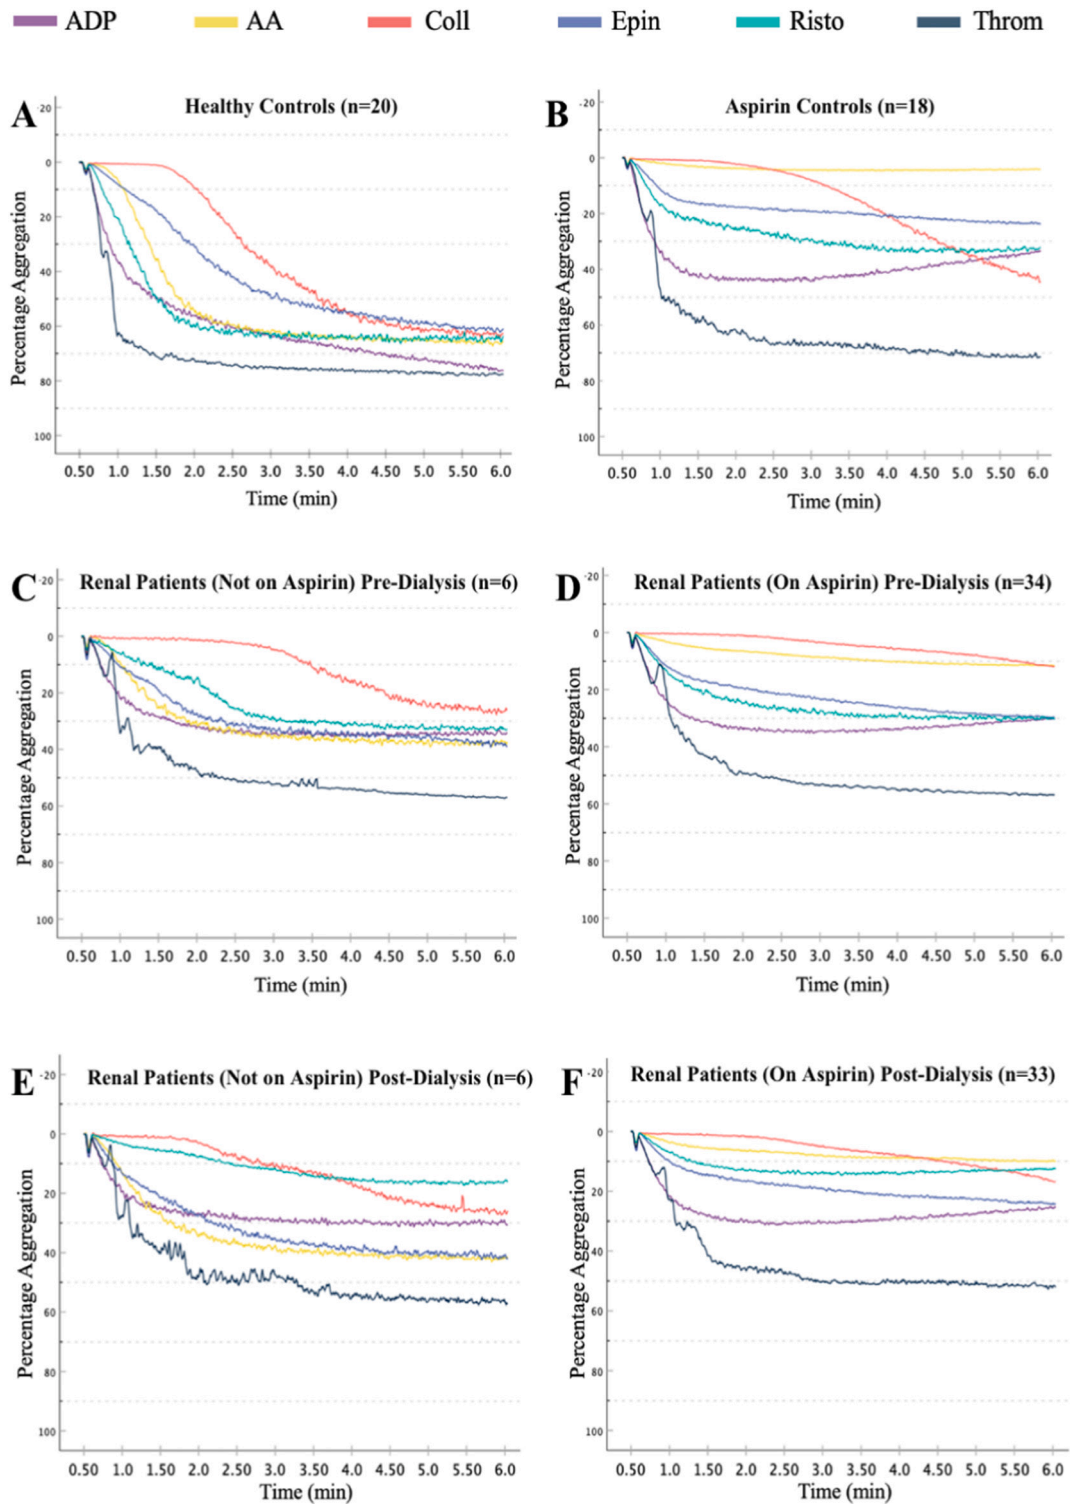 ADP AA Coll Epin Risto Throm
A Healthy Controls (n=20)
Percentage Aggregation
-20
0
20
40
60
80
100
0.50 1.0 1.50 2.0 2.50 3.0 3.50 4.0 4.50 5.0 5.50 6.0
Time (min)
B Aspirin Controls (n=18)
Percentage Aggregation
-20
0
20
40
60
80
100
0.50 1.0 1.50 2.0 2.50 3.0 3.50 4.0 4.50 5.0 5.50 6.0
Time (min)
C Renal Patients (Not on Aspirin) Pre-Dialysis (n=6)
Percentage Aggregation
-20
0
20
40
60
80
100
0.50 1.0 1.50 2.0 2.50 3.0 3.50 4.0 4.50 5.0 5.50 6.0
Time (min)
D Renal Patients (On Aspirin) Pre-Dialysis (n=34)
Percentage Aggregation
-20
0
20
40
60
80
100
0.50 1.0 1.50 2.0 2.50 3.0 3.50 4.0 4.50 5.0 5.50 6.0
Time (min)
E Renal Patients (Not on Aspirin) Post-Dialysis (n=6)
Percentage Aggregation
-20
0
20
40
60
80
100
0.50 1.0 1.50 2.0 2.50 3.0 3.50 4.0 4.50 5.0 5.50 6.0
Time (min)
F Renal Patients (On Aspirin) Post-Dialysis (n=33)
Percentage Aggregation
-20
0
20
40
60
80
100
0.50 1.0 1.50 2.0 2.50 3.0 3.50 4.0 4.50 5.0 5.50 6.0
Time (min)